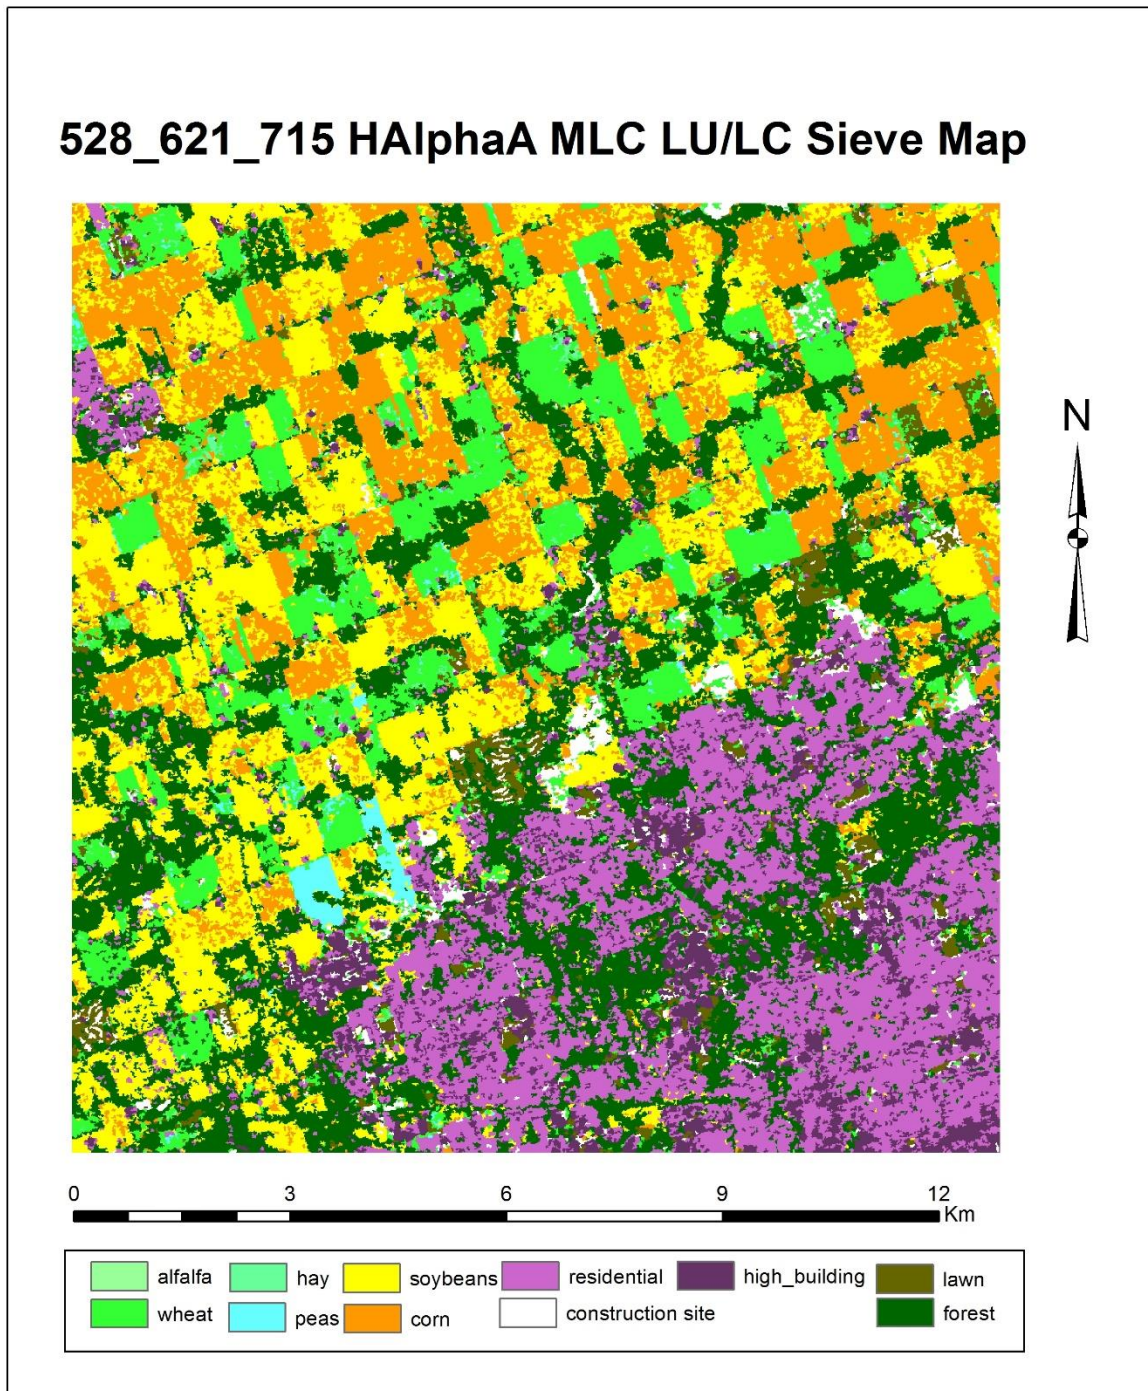 528_621_715 HAlphaA MLC LU/LC Sieve Map
N
0 3 6 9 12
Km
alfalfa hay soybeans residential high_building lawn
wheat peas corn construction site forest